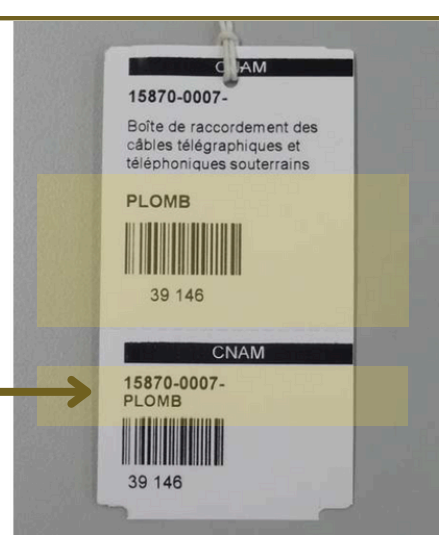 CNAM
15870-0007-
Boîte de raccordement des
câbles télégraphiques et
téléphoniques souterrains
PLOMB
39 146
CNAM
15870-0007-
PLOMB
39 146